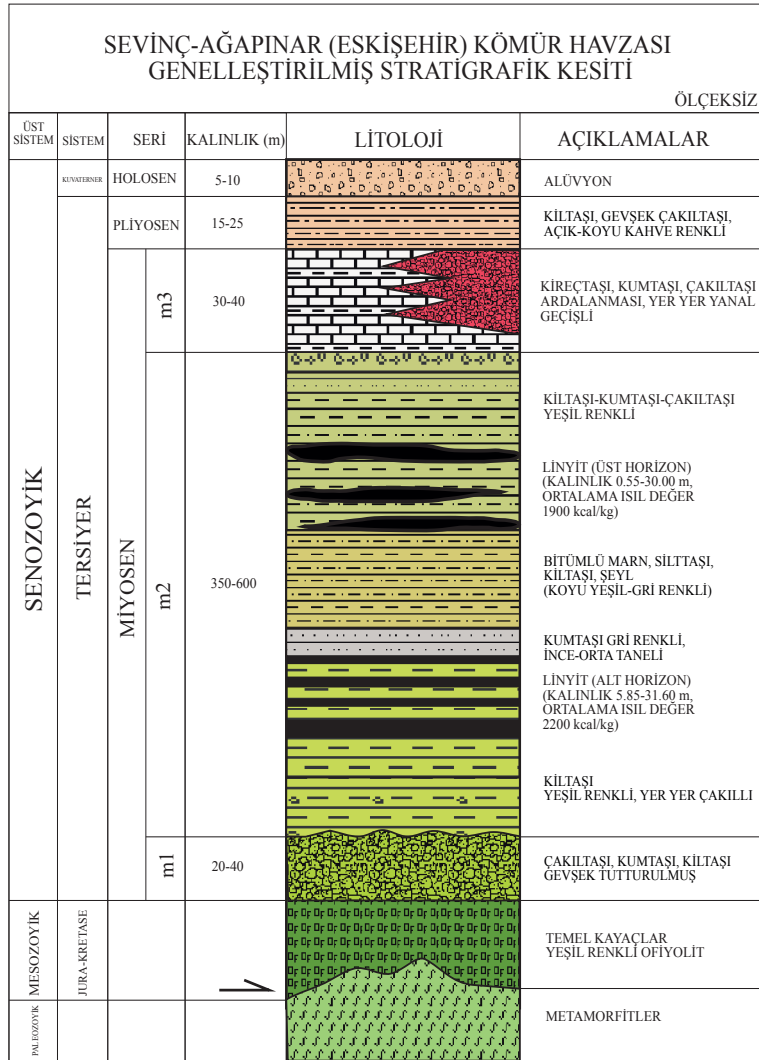 SEVİNÇ-AĞAPINAR (ESKİŞEHİR) KÖMÜR HAVZASI
GENELLEŞTİRİLMİŞ STRATİGRAFİK KESİTİ
ÖLÇEKSİZ
ÜST
SİSTEM
SİSTEM
SERİ
KALINLIK (m)
LİTOLOJİ
AÇIKLAMALAR
SENOZOYİK
KUVATERNER
HOLOSEN
5-10
ALÜVYON
TERSİYER
PLİYOSEN
15-25
KİLTAŞI, GEVŞEK ÇAKILTAŞI,
AÇIK-KOYU KAHVE RENKLİ
MİYOSEN
m3
30-40
KİREÇTAŞI, KUMTAŞI, ÇAKILTAŞI
ARDALANMASI, YER YER YANAL
GEÇİŞLİ
m2
350-600
KİLTAŞI-KUMTAŞI-ÇAKILTAŞI
YEŞİL RENKLİ
LİNYİT (ÜST HORİZON)
(KALINLIK 0.55-30.00 m,
ORTALAMA ISIL DEĞER
1900 kcal/kg)
BİTÜMLÜ MARN, SİLTTAŞI,
KİLTAŞI, ŞEYL
(KOYU YEŞİL-GRİ RENKLİ)
KUMTAŞI GRİ RENKLİ,
İNCE-ORTA TANELİ
LİNYİT (ALT HORİZON)
(KALINLIK 5.85-31.60 m,
ORTALAMA ISIL DEĞER
2200 kcal/kg)
KİLTAŞI
YEŞİL RENKLİ, YER YER ÇAKILLI
m1
20-40
ÇAKILTAŞI, KUMTAŞI, KİLTAŞI
GEVŞEK TUTTURULMUŞ
MESOZOYİK
JURA-KRETASE
TEMEL KAYAÇLAR
YEŞİL RENKLİ OFİYOLİT
PALEOZOYİK
METAMORFİTLER